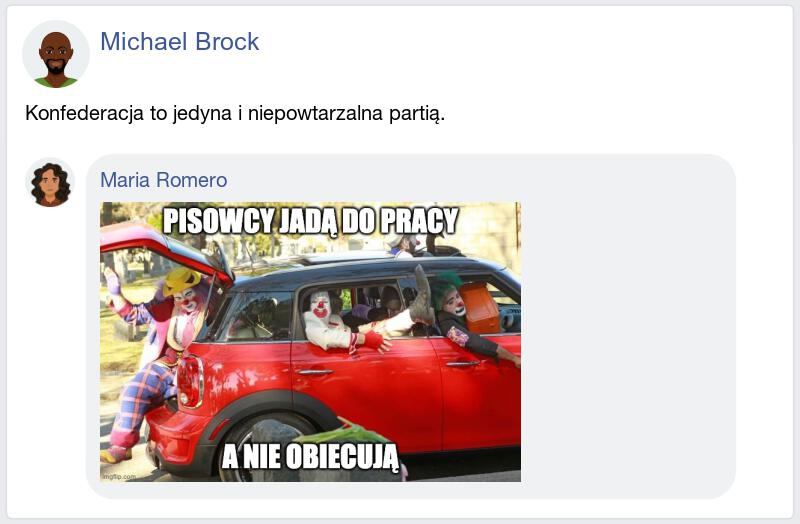 Michael Brock
Konfederacja to jedyna i niepowtarzalna partią.
Maria Romero
PISOWCY JADĄ DO PRACY
A NIE OBIECUJĄ
imgflip.com